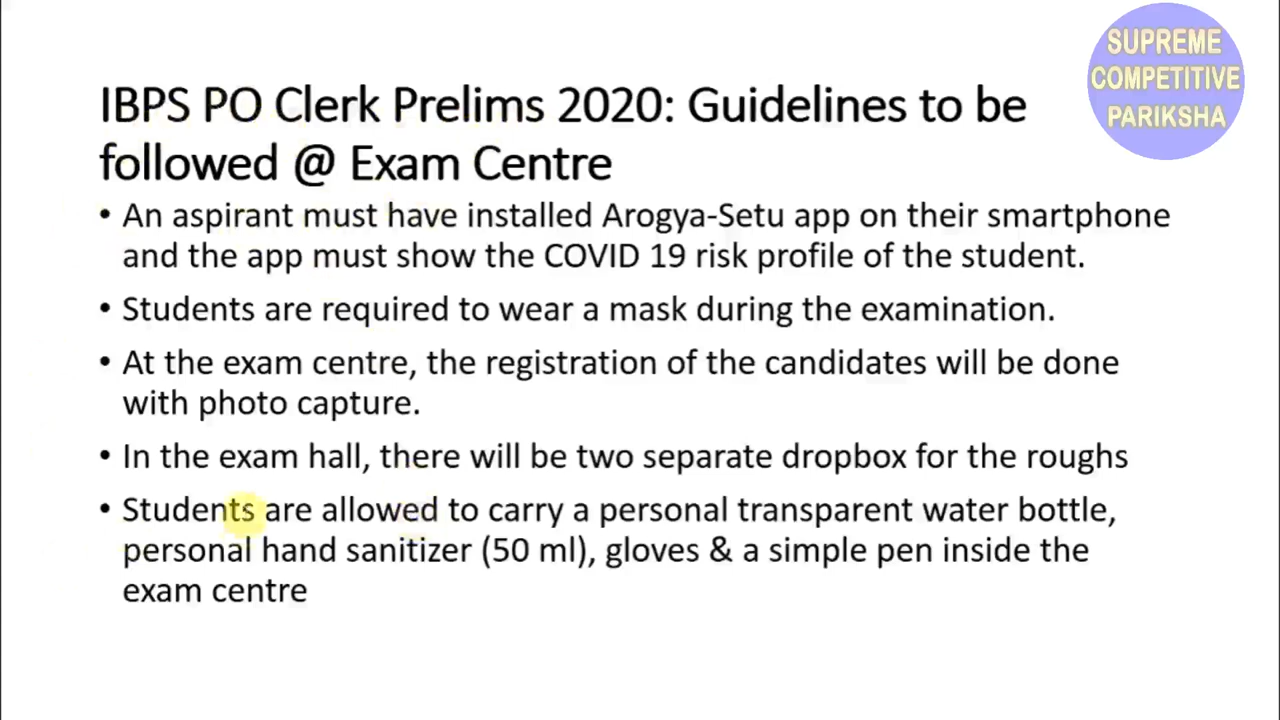 SUPREME
COMPETITIVE
PARIKSHA
IBPS PO Clerk Prelims 2020: Guidelines to be
followed @ Exam Centre
• An aspirant must have installed Arogya-Setu app on their smartphone
and the app must show the COVID 19 risk profile of the student.
• Students are required to wear a mask during the examination.
• At the exam centre, the registration of the candidates will be done
with photo capture.
• In the exam hall, there will be two separate dropbox for the roughs
• Students are allowed to carry a personal transparent water bottle,
personal hand sanitizer (50 ml), gloves & a simple pen inside the
exam centre